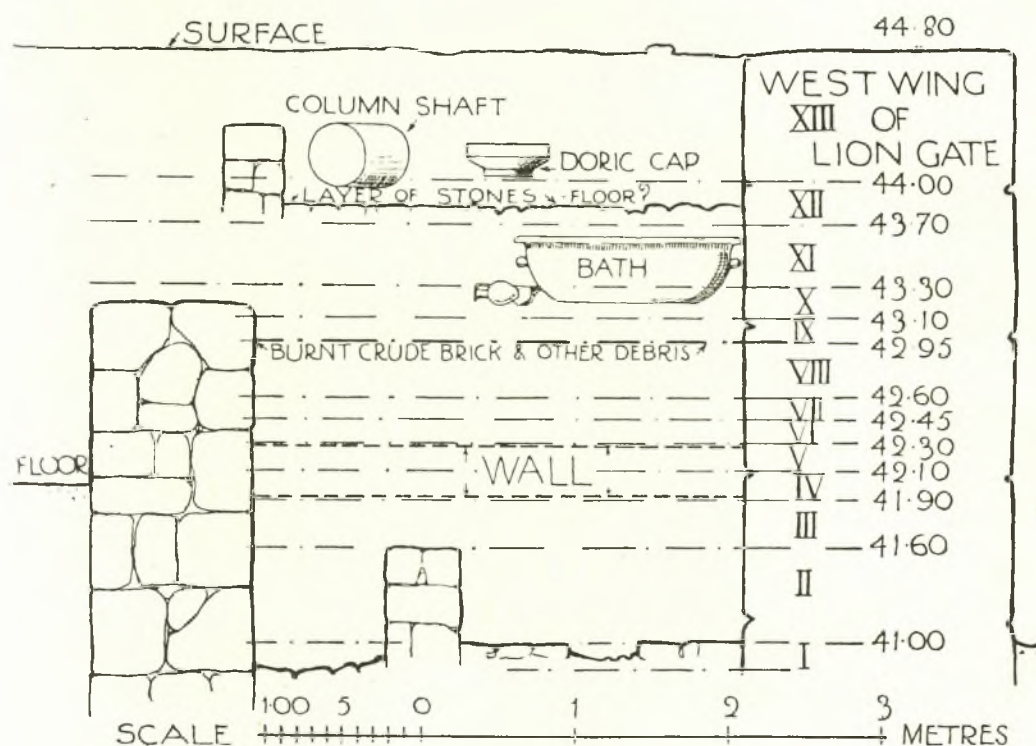 SURFACE
44·80
WEST WING
XIII OF
LION GATE
COLUMN SHAFT
DORIC CAP
44·00
LAYER OF STONES FLOOR?
XII
43·70
XI
BATH
43·30
X
43·10
IX
BURNT CRUDE BRICK & OTHER DEBRIS
42·95
VIII
42·60
VII
42·45
VI
42·30
FLOOR
WALL
V
42·10
IV
41·90
III
41·60
A
II
41·00
I
1·00 5 0 1 2 3
SCALE METRES